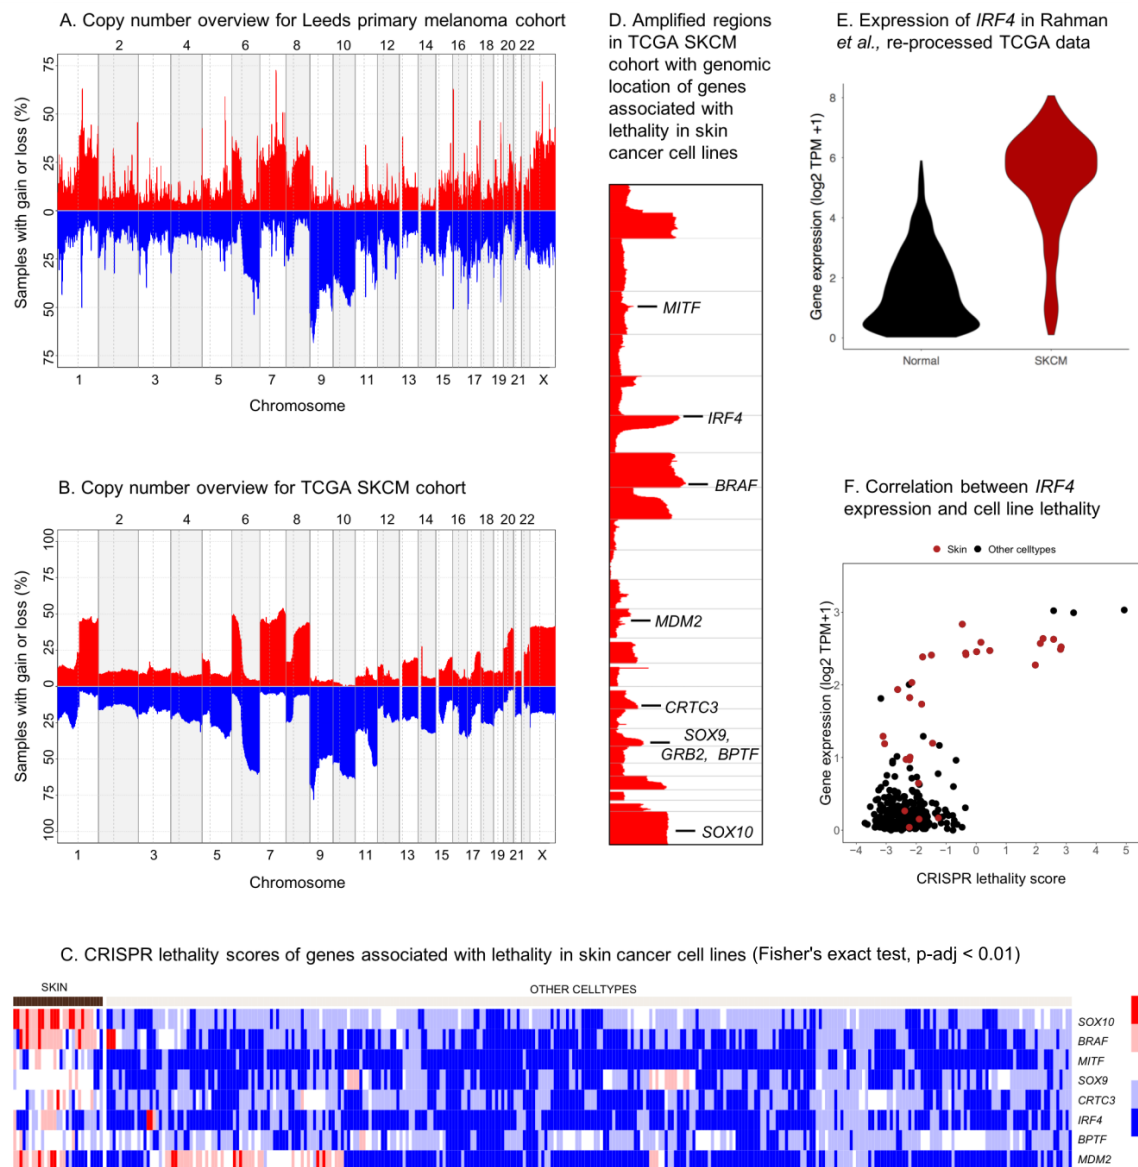 A. Copy number overview for Leeds primary melanoma cohort
2 4 6 8 10 12 14 16 18 20 22
Samples with gain or loss (%)
75
50
25
0
25
50
75
1 3 5 7 9 11 13 15 17 19 21 X
Chromosome
B. Copy number overview for TCGA SKCM cohort
2 4 6 8 10 12 14 16 18 20 22
Samples with gain or loss (%)
100
75
50
25
0
25
50
75
100
1 3 5 7 9 11 13 15 17 19 21 X
Chromosome
D. Amplified regions
in TCGA SKCM
cohort with genomic
location of genes
associated with
lethality in skin
cancer cell lines
MITF
IRF4
BRAF
MDM2
CRTC3
SOX9,
GRB2, BPTF
SOX10
E. Expression of IRF4 in Rahman
et al., re-processed TCGA data
Gene expression (log2 TPM +1)
8
6
4
2
0
Normal SKCM
F. Correlation between IRF4
expression and cell line lethality
Skin Other celltypes
Gene expression (log2 TPM+1)
3
2
1
0
−4 −3 −2 −1 0 1 2 3 4 5
CRISPR lethality score
C. CRISPR lethality scores of genes associated with lethality in skin cancer cell lines (Fisher's exact test, p-adj < 0.01)
SKIN OTHER CELLTYPES
SOX10
BRAF
MITF
SOX9
CRTC3
IRF4
BPTF
MDM2